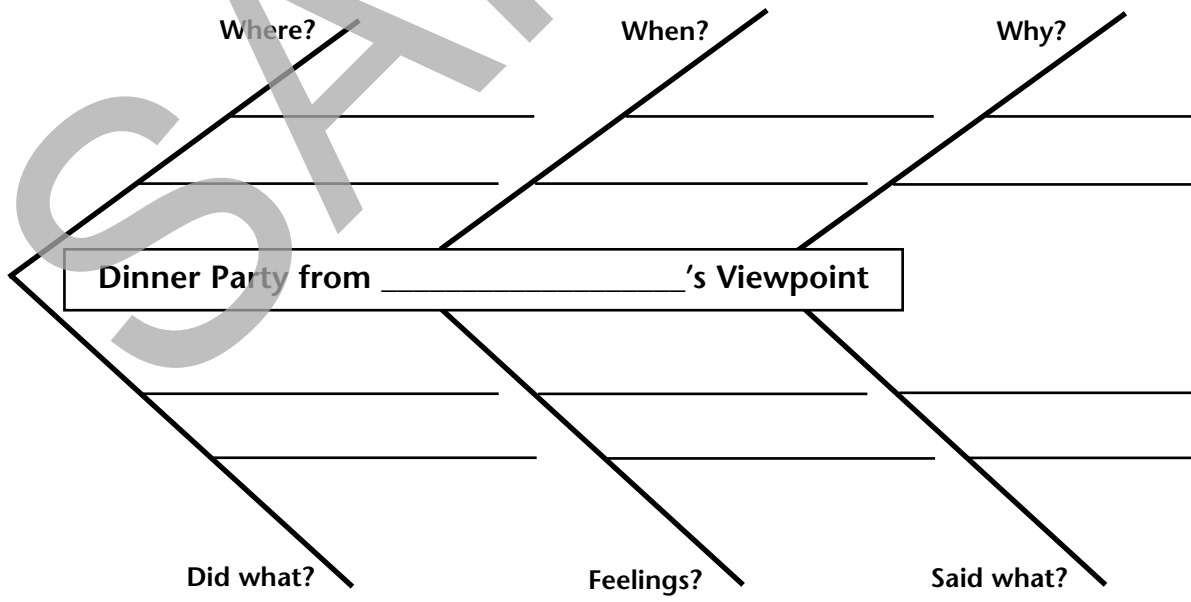 Where?
When?
Why?
Dinner Party from ___________________'s Viewpoint
Did what?
Feelings?
Said what?